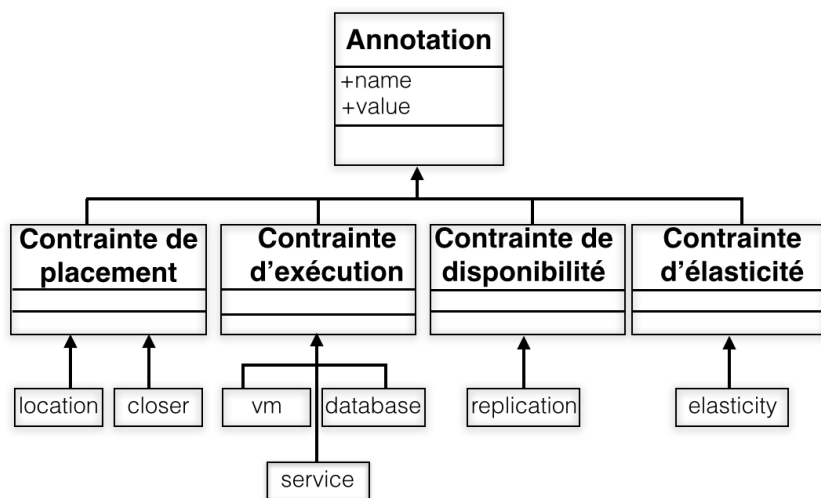 Annotation
+name
+value
Contrainte de
placement
Contrainte
d’exécution
Contrainte de
disponibilité
Contrainte
d’élasticité
location
closer
vm
database
replication
elasticity
service